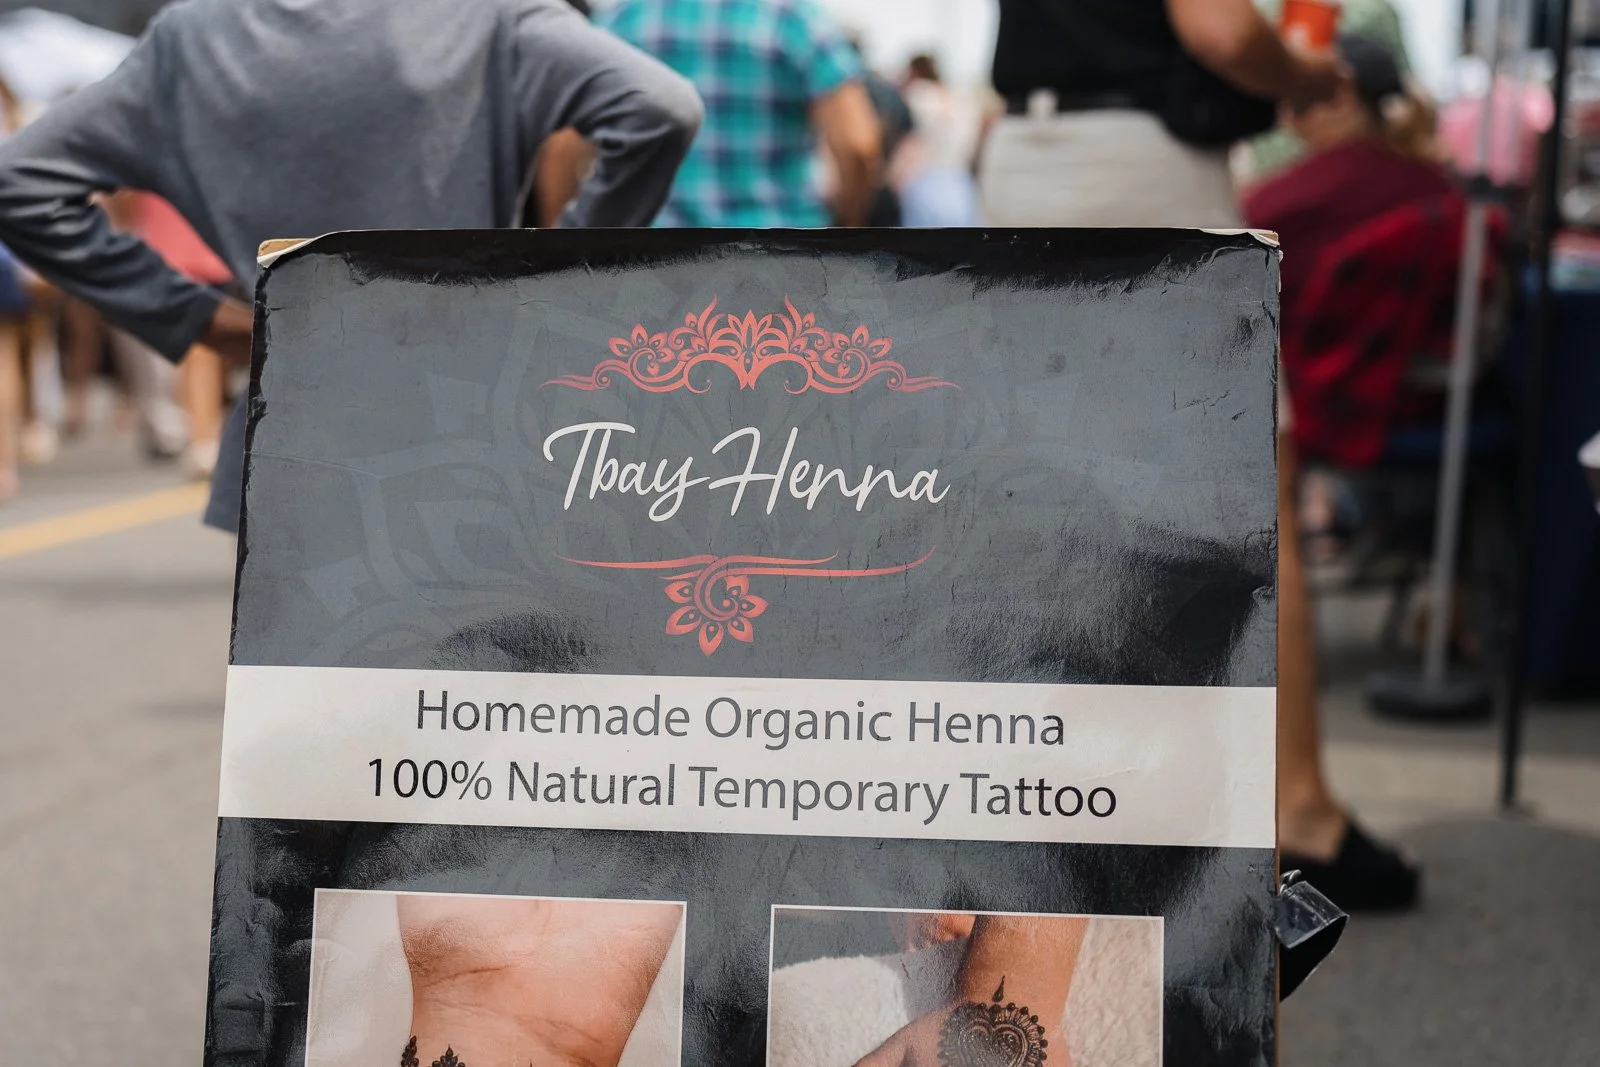 Tbay Henna
Homemade Organic Henna
100% Natural Temporary Tattoo